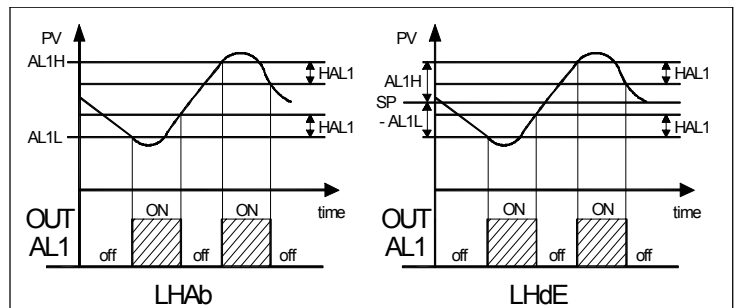 PV
AL1H
HAL1
HAL1
AL1L
time
OUT
AL1
off
ON
off
ON
off
LHAb
PV
AL1H
HAL1
SP
- AL1L
HAL1
time
OUT
AL1
off
ON
off
ON
off
LHdE